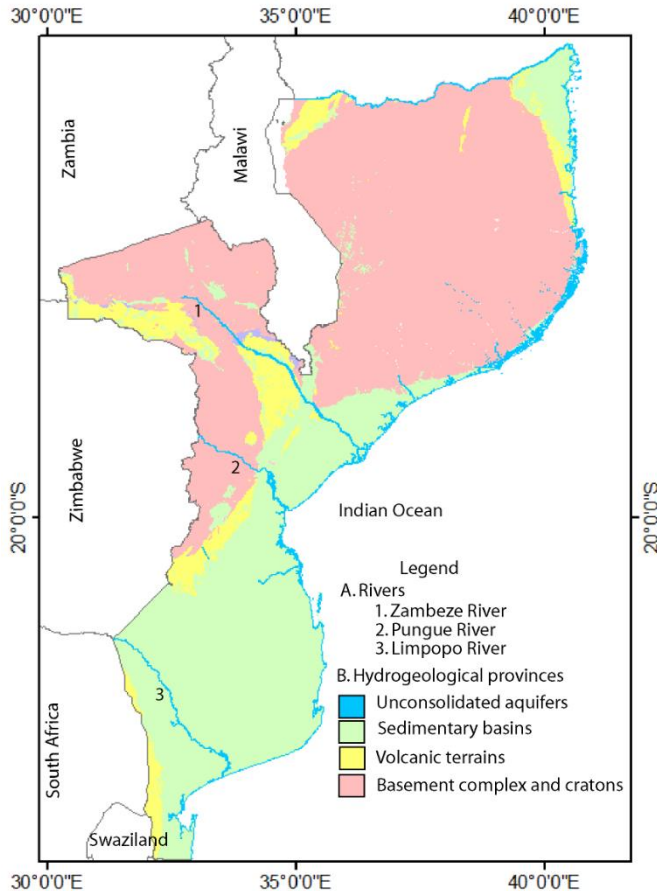 30°0'0"E 35°0'0"E 40°0'0"E
Zambia
Malawi
1
Zimbabwe
2
20°0'0"S
20°0'0"S
Indian Ocean
Legend
A. Rivers
1. Zambeze River
2. Pungue River
3. Limpopo River
B. Hydrogeological provinces
Unconsolidated aquifers
Sedimentary basins
Volcanic terrains
Basement complex and cratons
3
South Africa
Swaziland
30°0'0"E 35°0'0"E 40°0'0"E